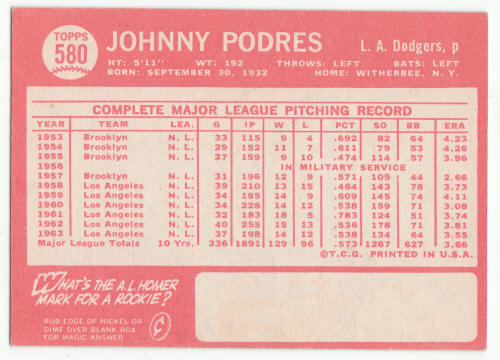 TOPPS
580
JOHNNY PODRES
L. A. Dodgers, p
HT: 5'11" WT: 192 THROWS: LEFT BATS: LEFT
BORN: SEPTEMBER 30, 1932 HOME: WITHERBEE, N. Y.
COMPLETE MAJOR LEAGUE PITCHING RECORD
YEAR TEAM LEA. G IP W L PCT SO BB ERA
1953 Brooklyn N. L. 33 115 9 4 .692 82 64 4.23
1954 Brooklyn N. L. 29 152 11 7 .611 79 53 4.26
1955 Brooklyn N. L. 27 159 9 10 .474 114 57 3.96
1956 IN MILITARY SERVICE
1957 Brooklyn N. L. 31 196 12 9 .571 109 44 2.66
1958 Los Angeles N. L. 39 210 13 15 .464 143 78 3.73
1959 Los Angeles N. L. 34 195 14 9 .609 145 74 4.11
1960 Los Angeles N. L. 34 228 14 12 .538 159 71 3.08
1961 Los Angeles N. L. 32 183 18 5 .783 124 51 3.74
1962 Los Angeles N. L. 40 255 15 13 .536 178 71 3.81
1963 Los Angeles N. L. 37 198 14 12 .538 134 64 3.55
Major League Totals 10 Yrs. 336 1891 129 96 .573 1267 627 3.66
©T.C.G. PRINTED IN U.S.A.
WHAT'S THE A.L. HOMER
MARK FOR A ROOKIE?
RUB EDGE OF NICKEL OR
DIME OVER BLANK BOX
FOR MAGIC ANSWER